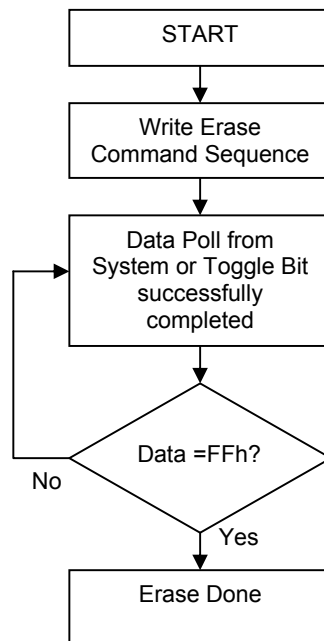 START
Write Erase
Command Sequence
Data Poll from
System or Toggle Bit
successfully
completed
Data =FFh?
No
Yes
Erase Done